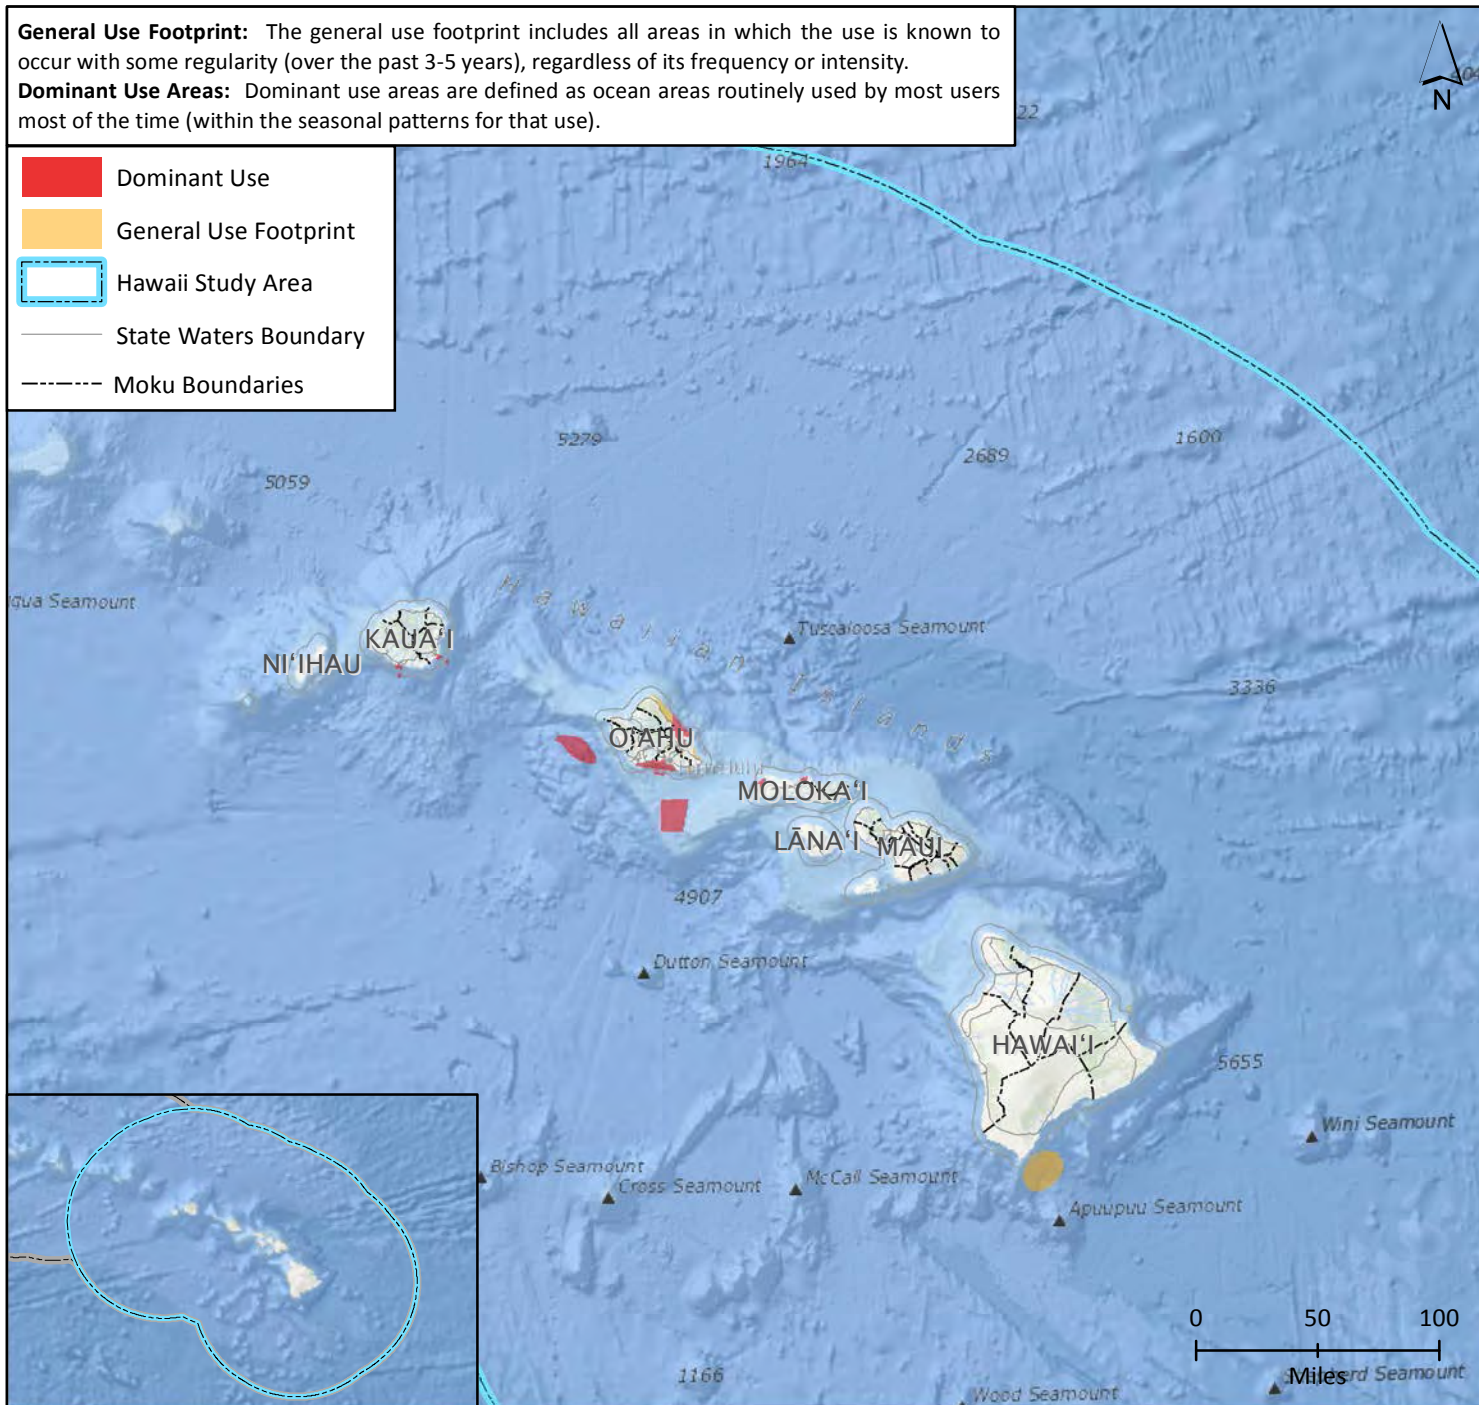 General Use Footprint: The general use footprint includes all areas in which the use is known to
occur with some regularity (over the past 3-5 years), regardless of its frequency or intensity.
Dominant Use Areas: Dominant use areas are defined as ocean areas routinely used by most users
most of the time (within the seasonal patterns for that use).
N
22
1964
Dominant Use
General Use Footprint
Hawaii Study Area
State Waters Boundary
Moku Boundaries
5279
1600
2689
5059
Hawaiian Islands
Tuscaloosa Seamount
Seamount
KAUAʻI
NIʻIHAU
3336
OʻAHU
MOLOKAʻI
LĀNAʻI
MAUI
4907
Dutton Seamount
HAWAIʻI
5655
Wini Seamount
Bishop Seamount
Cross Seamount
McCall Seamount
Apuupuu Seamount
0 50 100
Miles
Seamount
1166
Wood Seamount